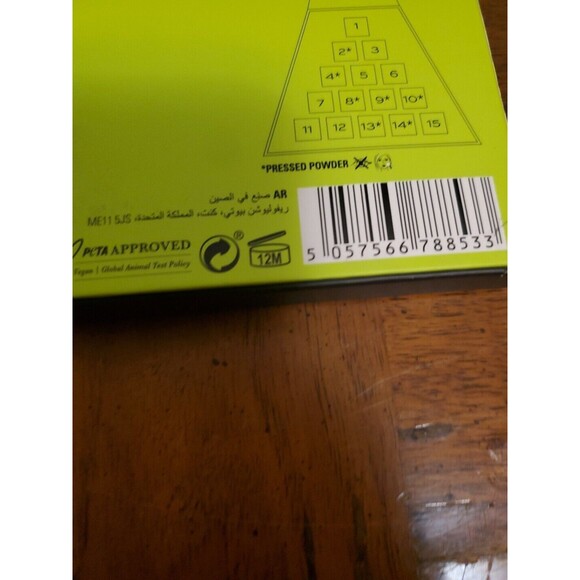 1
2* 3
4* 5 6
7 8* 9* 10*
11 12 13* 14* 15
*PRESSED POWDER
AR صنع في الصين
ريفوليوشن بيوتي، كنت، المملكة المتحدة، ME11 5JS
PETA APPROVED
Vegan | Global Animal Test Policy
®
12M
5 057566 788533